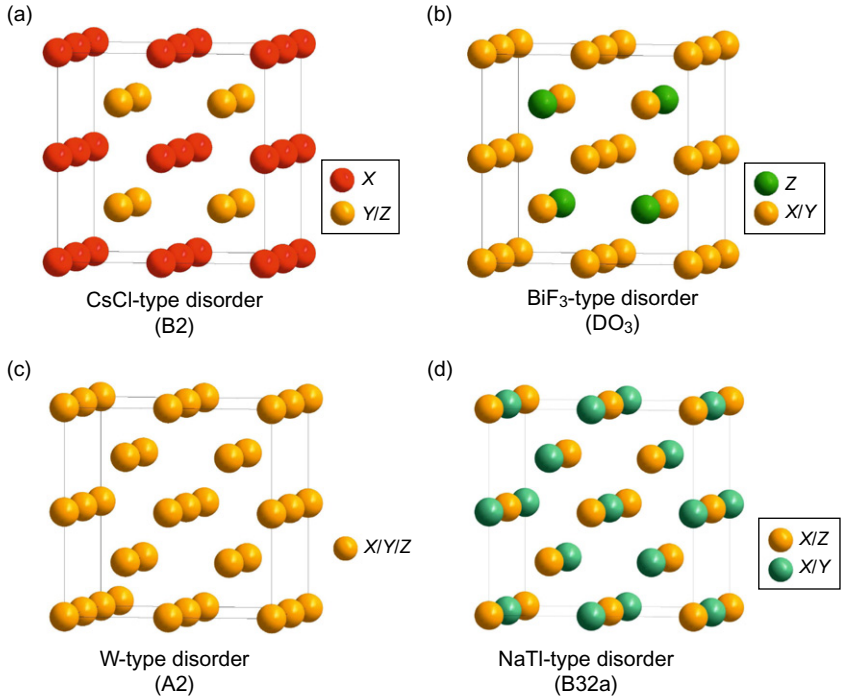 (a)
X
Y/Z
CsCl-type disorder
(B2)
(b)
Z
X/Y
BiF₃-type disorder
(DO₃)
(c)
X/Y/Z
W-type disorder
(A2)
(d)
X/Z
X/Y
NaTl-type disorder
(B32a)